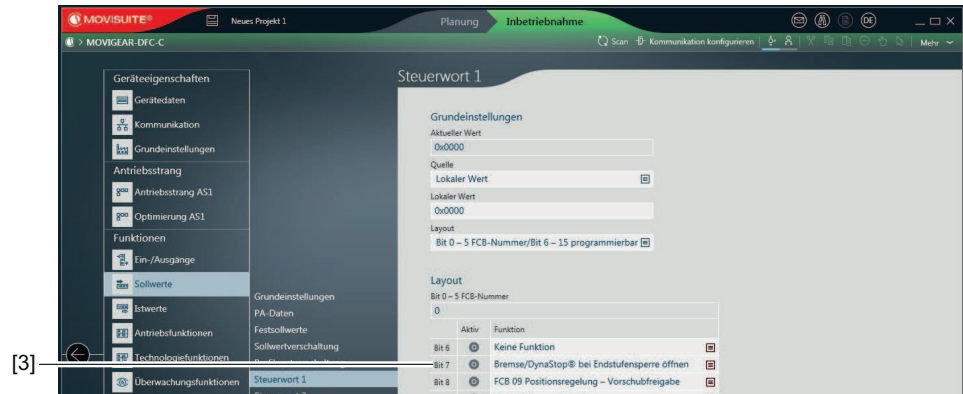 MOVISUITE®
Neues Projekt 1
Planung
Inbetriebnahme
DE
> MOVIGEAR-DFC-C
Scan
Kommunikation konfigurieren
Mehr
Geräteeigenschaften
Gerätedaten
Kommunikation
Grundeinstellungen
Antriebsstrang
Antriebsstrang AS1
Optimierung AS1
Funktionen
Ein-/Ausgänge
Sollwerte
Istwerte
Antriebsfunktionen
Technologiefunktionen
Überwachungsfunktionen
Grundeinstellungen
PA-Daten
Festsollwerte
Sollwertverschaltung
Steuerwort 1
Steuerwort 1
Grundeinstellungen
Aktueller Wert
0x0000
Quelle
Lokaler Wert
Lokaler Wert
0x0000
Layout
Bit 0 – 5 FCB-Nummer/Bit 6 – 15 programmierbar
Layout
Bit 0 – 5 FCB-Nummer
0
Aktiv Funktion
Bit 6 Keine Funktion
[3]
Bit 7 Bremse/DynaStop® bei Endstufensperre öffnen
Bit 8 FCB 09 Positionsregelung – Vorschubfreigabe